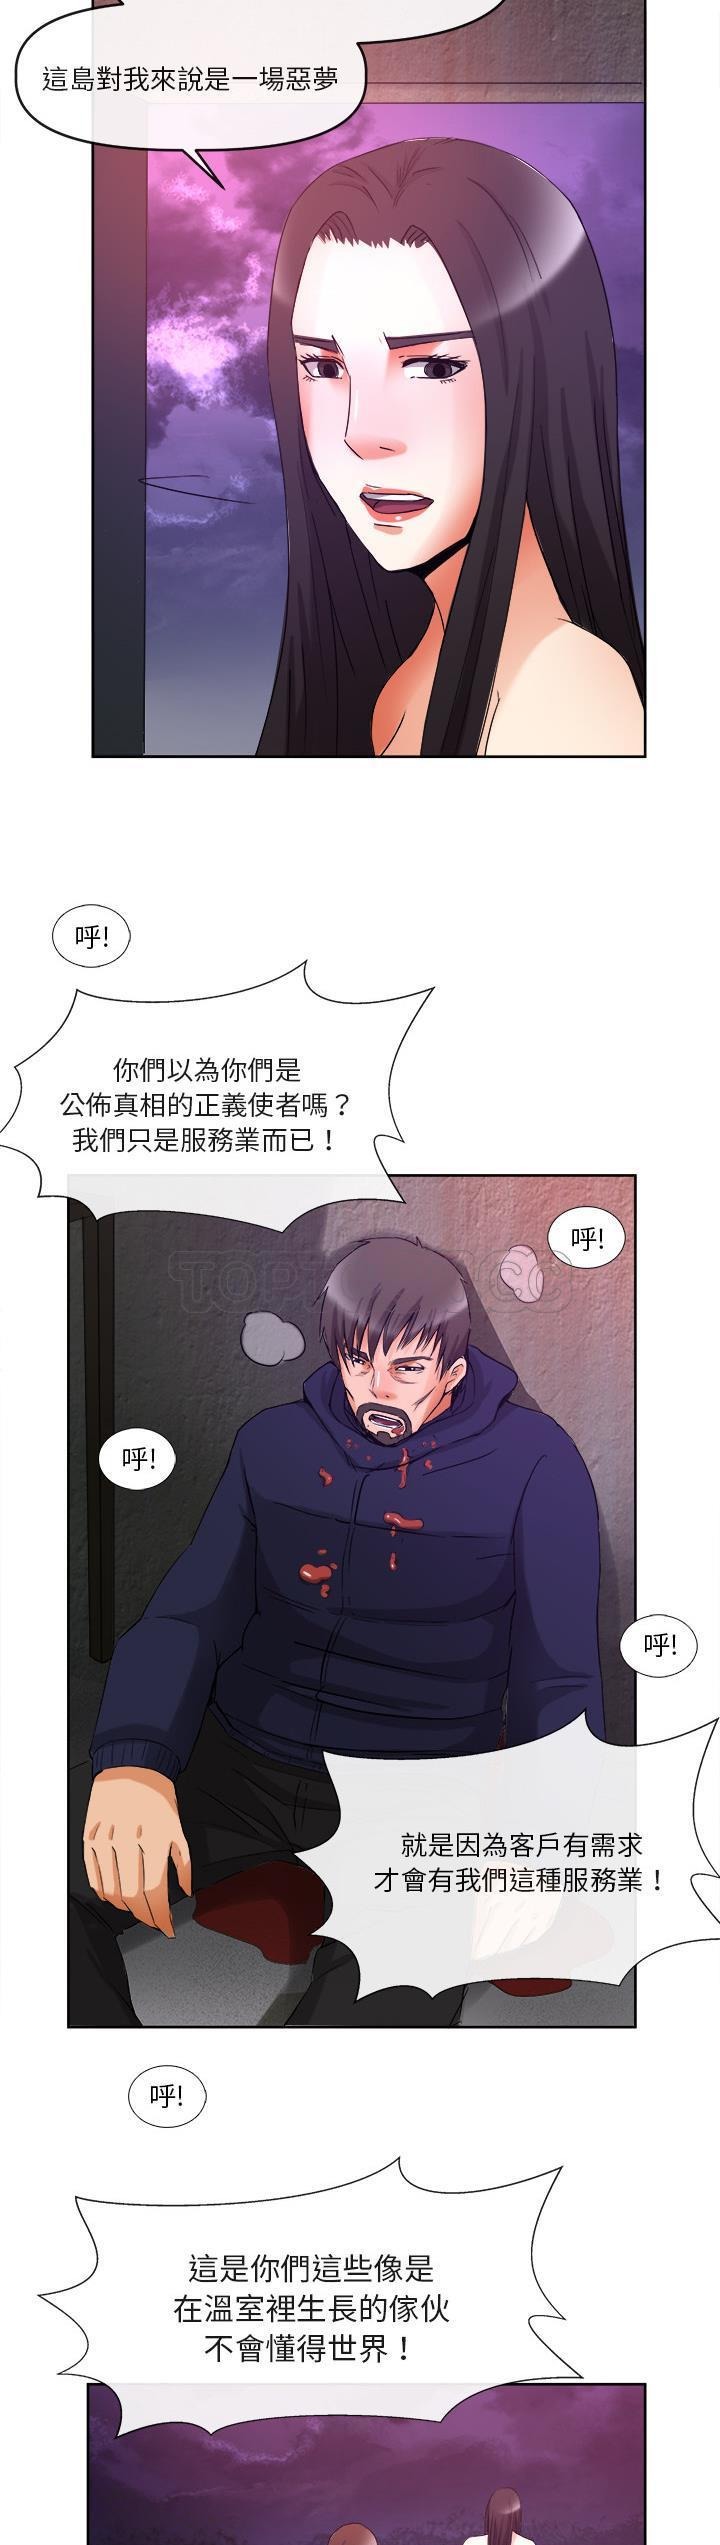 這島對我來說是一場惡夢
呼!
你們以為你們是
公佈真相的正義使者嗎？
我們只是服務業而已！
呼!
呼!
呼!
就是因為客戶有需求
才會有我們這種服務業！
呼!
這是你們這些像是
在溫室裡生長的傢伙
不會懂得世界！